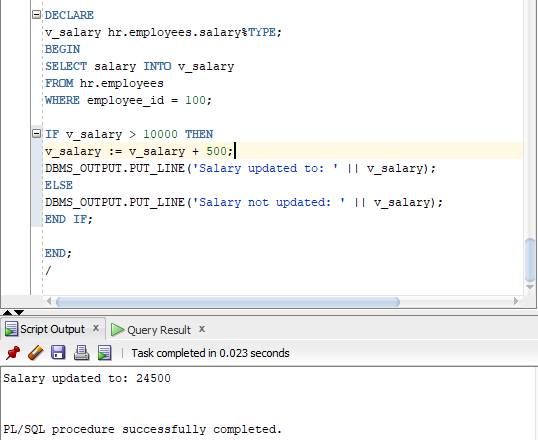 DECLARE
v_salary hr.employees.salary%TYPE;
BEGIN
SELECT salary INTO v_salary
FROM hr.employees
WHERE employee_id = 100;
IF v_salary > 10000 THEN
v_salary := v_salary + 500;
DBMS_OUTPUT.PUT_LINE('Salary updated to: ' || v_salary);
ELSE
DBMS_OUTPUT.PUT_LINE('Salary not updated: ' || v_salary);
END IF;
END;
/
Script Output x Query Result x
Task completed in 0.023 seconds
Salary updated to: 24500
PL/SQL procedure successfully completed.